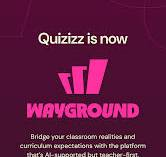 Quizizz is now
WAYGROUND
Bridge your classroom realities and
curriculum expectations with the platform
that's AI-supported but teacher-first.